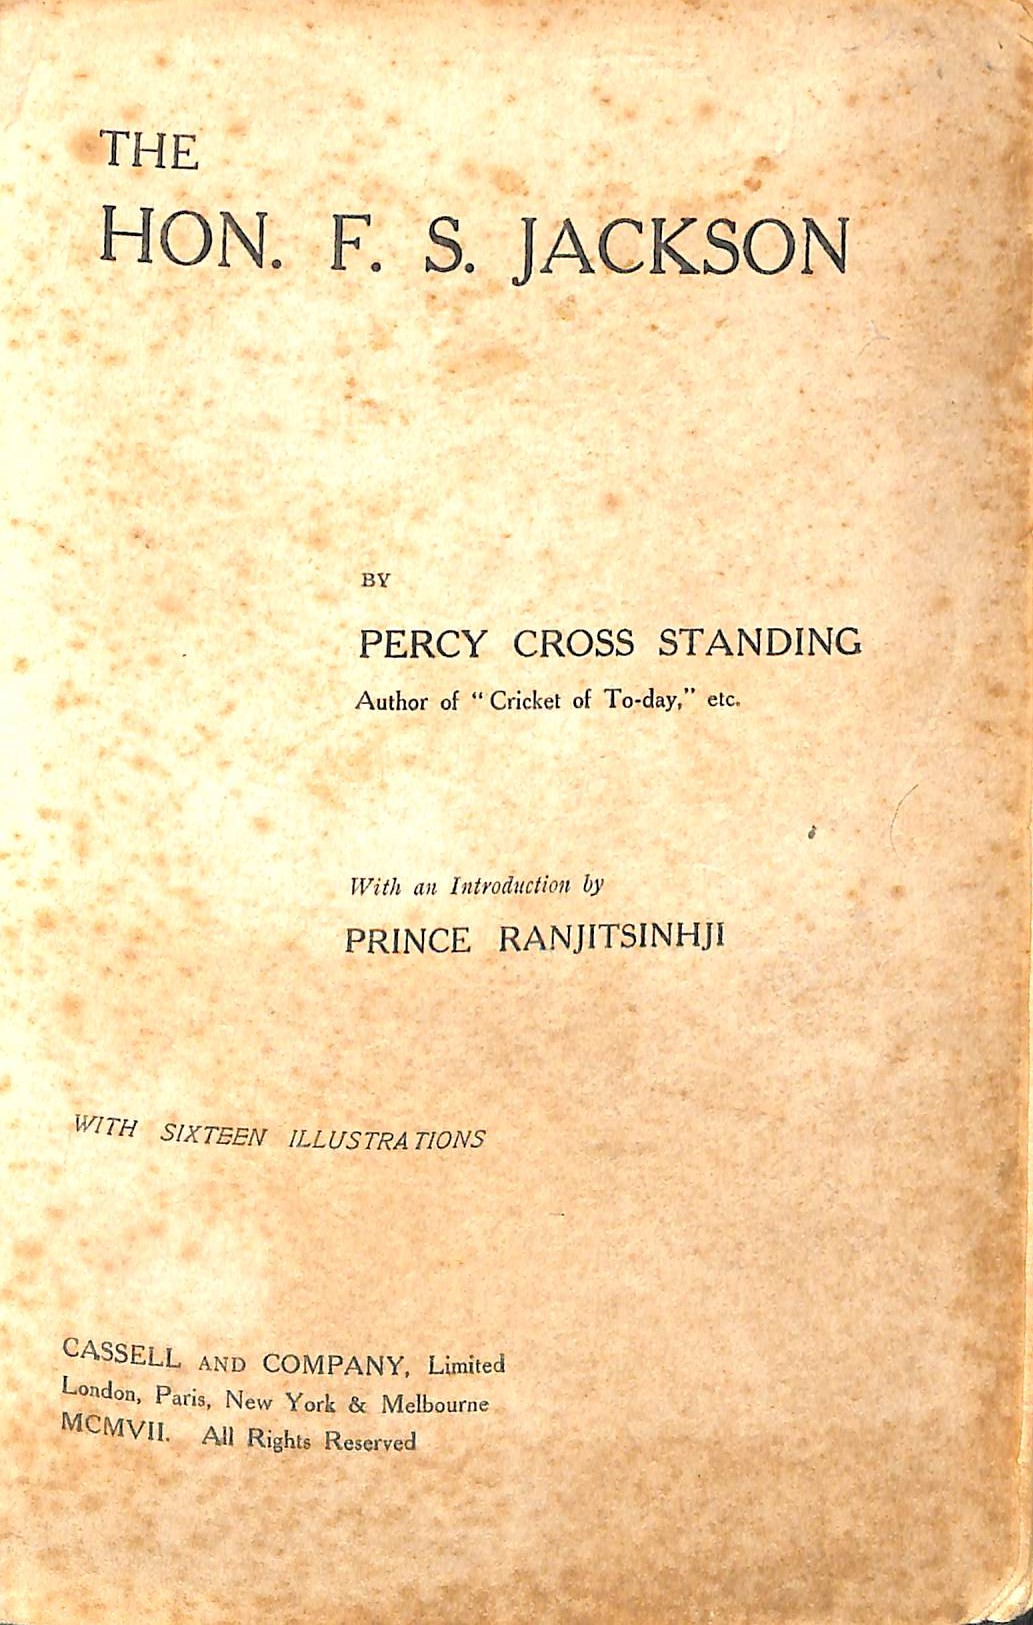 THE
HON. F. S. JACKSON
BY
PERCY CROSS STANDING
Author of "Cricket of To-day," etc.
With an Introduction by
PRINCE RANJITSINHJI
WITH SIXTEEN ILLUSTRATIONS
CASSELL AND COMPANY, Limited
London, Paris, New York & Melbourne
MCMVII. All Rights Reserved